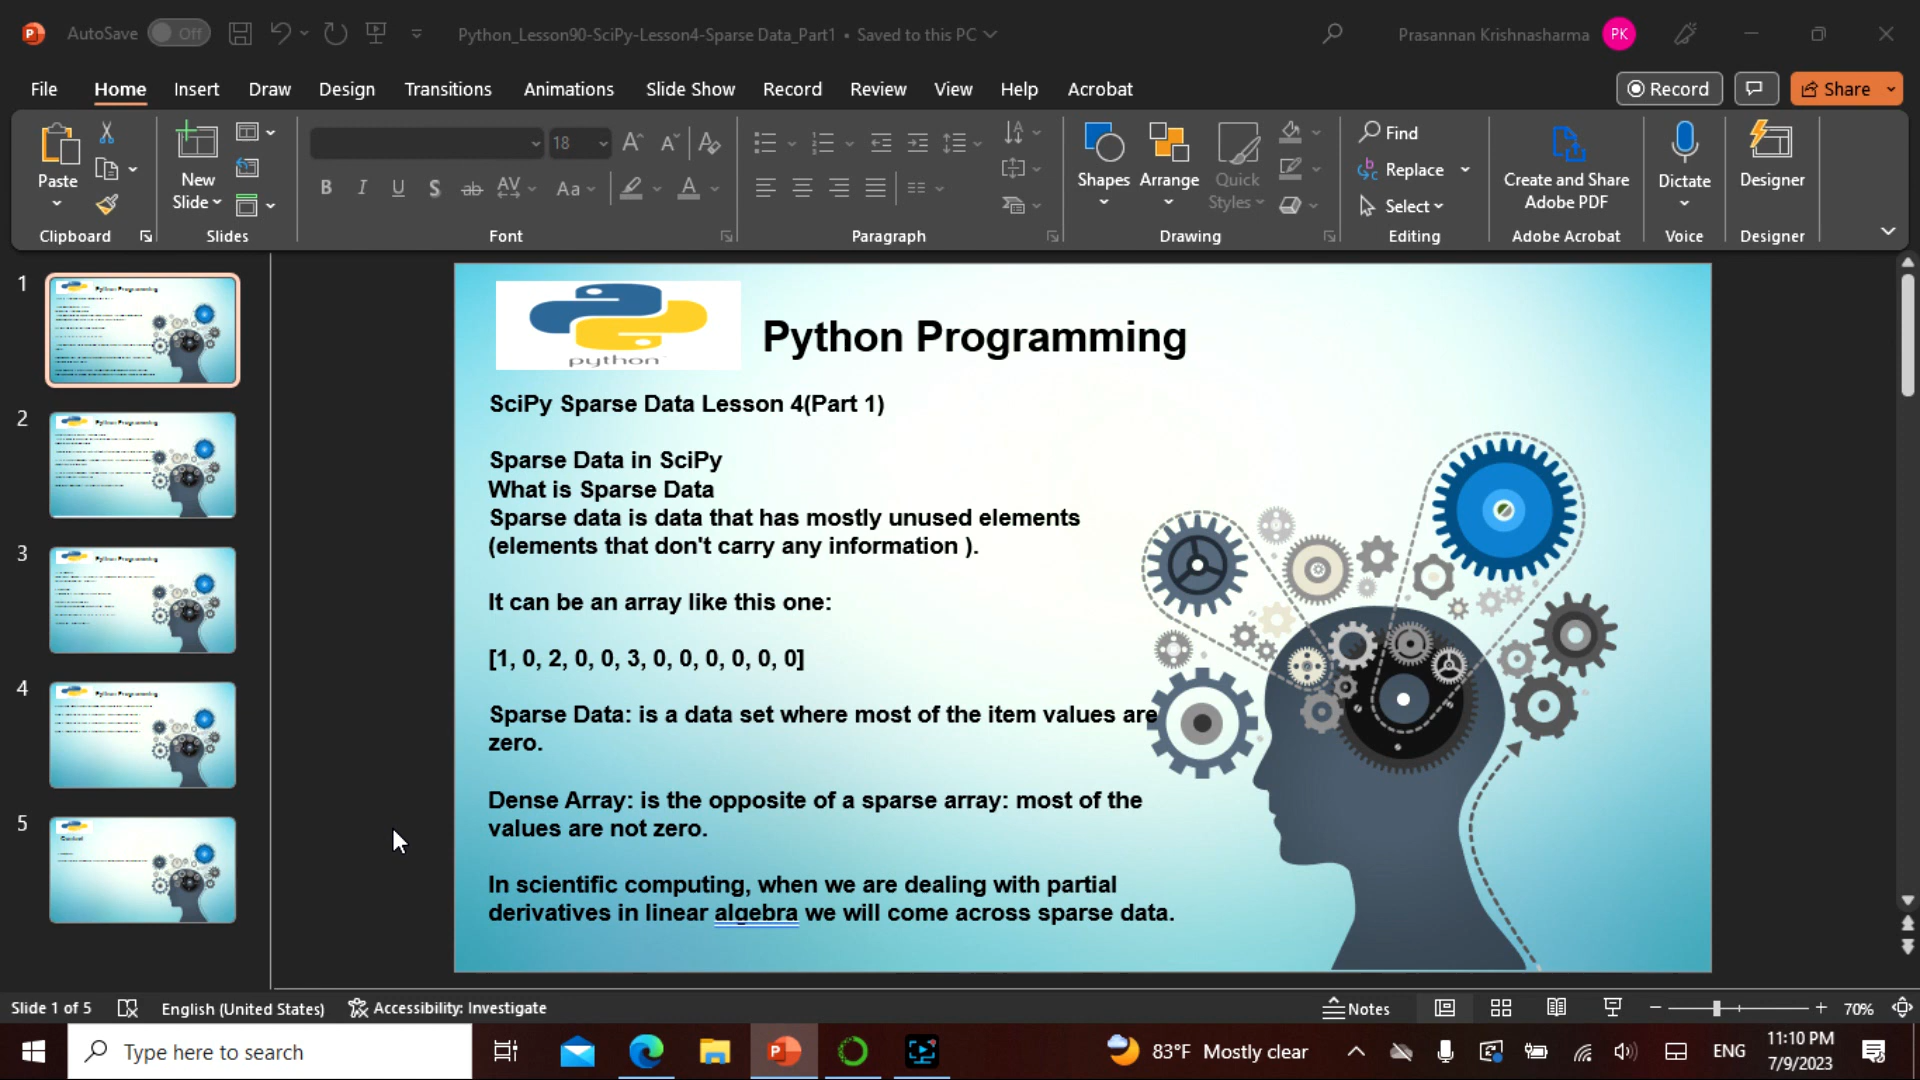 AutoSave Off Python_Lesson90-SciPy-Lesson4-Sparse Data_Part1 • Saved to this PC Prasannan Krishnasharma PK
File Home Insert Draw Design Transitions Animations Slide Show Record Review View Help Acrobat Record Share
Paste
New
Slide
18
B I U S ab AV Aa A
Shapes Arrange Quick
Styles
Find
Replace
Select
Create and Share
Adobe PDF
Dictate
Designer
Clipboard Slides Font Paragraph Drawing Editing Adobe Acrobat Voice Designer
1
2
3
4
5
python
Python Programming
SciPy Sparse Data Lesson 4(Part 1)
Sparse Data in SciPy
What is Sparse Data
Sparse data is data that has mostly unused elements
(elements that don't carry any information ).
It can be an array like this one:
[1, 0, 2, 0, 0, 3, 0, 0, 0, 0, 0, 0]
Sparse Data: is a data set where most of the item values are
zero.
Dense Array: is the opposite of a sparse array: most of the
values are not zero.
In scientific computing, when we are dealing with partial
derivatives in linear algebra we will come across sparse data.
Slide 1 of 5 English (United States) Accessibility: Investigate Notes 70%
Type here to search 83°F Mostly clear ENG 11:10 PM
7/9/2023